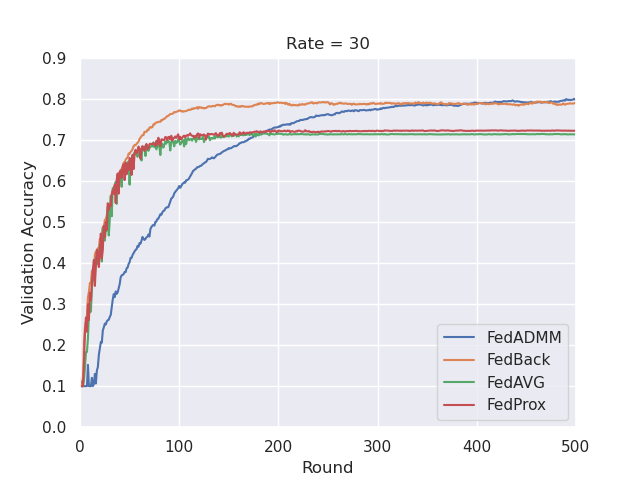 Rate = 30
0.9
0.8
0.7
0.6
0.5
0.4
0.3
0.2
0.1
0.0
Validation Accuracy
0 100 200 300 400 500
Round
FedADMM
FedBack
FedAVG
FedProx